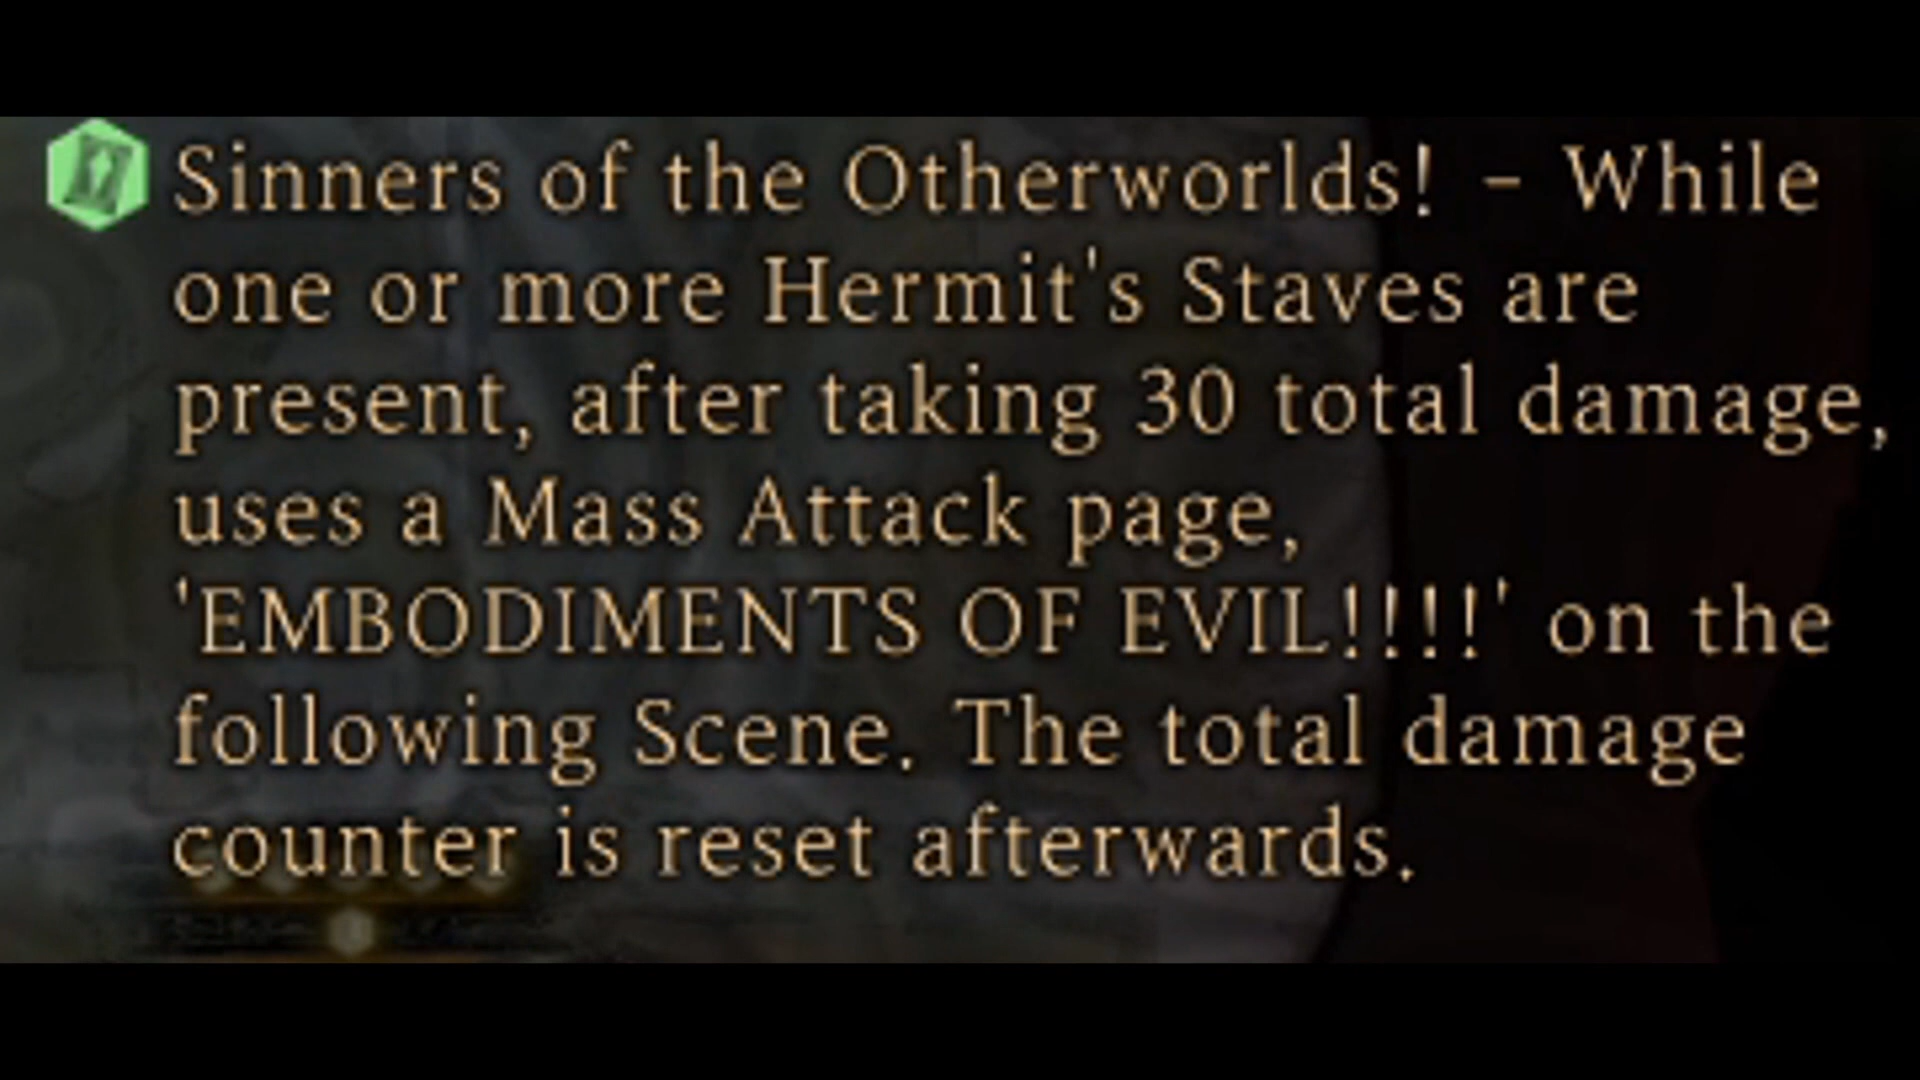 Sinners of the Otherworlds! – While
one or more Hermit's Staves are
present, after taking 30 total damage,
uses a Mass Attack page,
'EMBODIMENTS OF EVIL!!!!' on the
following Scene. The total damage
counter is reset afterwards.